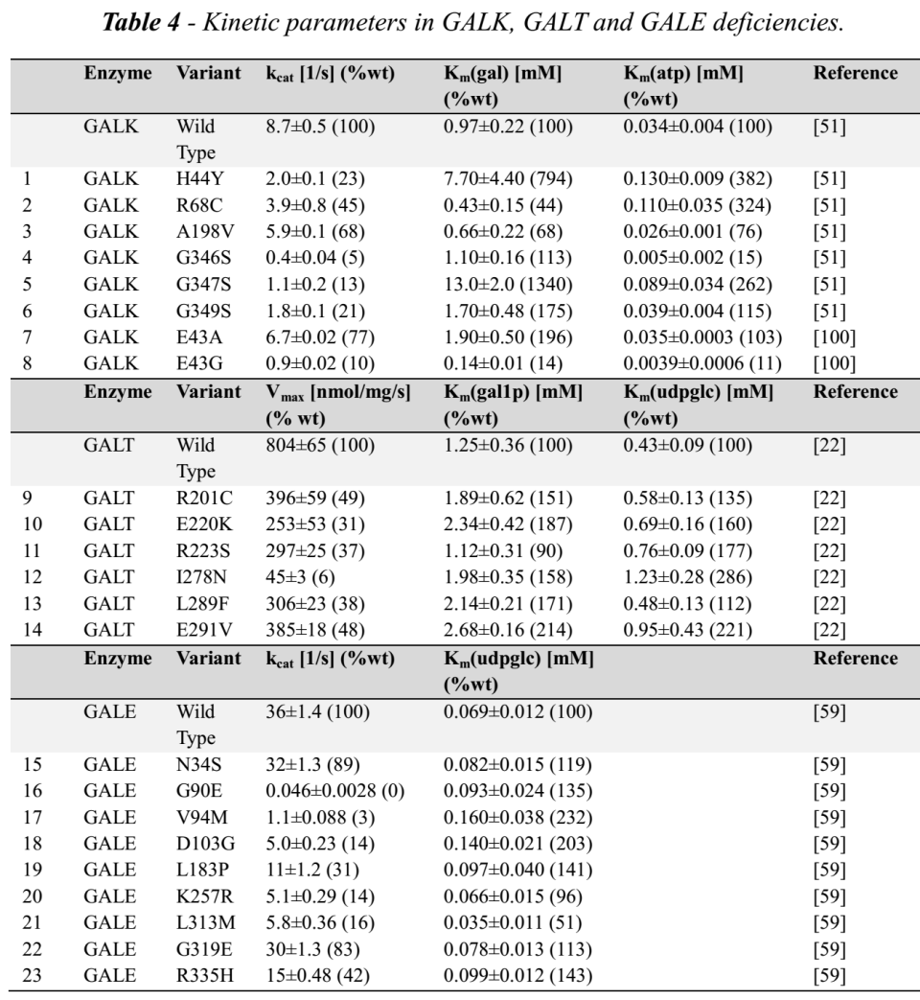 Table 4 - Kinetic parameters in GALK, GALT and GALE deficiencies.
Enzyme Variant kcat [1/s] (%wt) Km(gal) [mM] Km(atp) [mM] Reference
(%wt) (%wt)
GALK Wild 8.7±0.5 (100) 0.97±0.22 (100) 0.034±0.004 (100) [51]
Type
1 GALK H44Y 2.0±0.1 (23) 7.70±4.40 (794) 0.130±0.009 (382) [51]
2 GALK R68C 3.9±0.8 (45) 0.43±0.15 (44) 0.110±0.035 (324) [51]
3 GALK A198V 5.9±0.1 (68) 0.66±0.22 (68) 0.026±0.001 (76) [51]
4 GALK G346S 0.4±0.04 (5) 1.10±0.16 (113) 0.005±0.002 (15) [51]
5 GALK G347S 1.1±0.2 (13) 13.0±2.0 (1340) 0.089±0.034 (262) [51]
6 GALK G349S 1.8±0.1 (21) 1.70±0.48 (175) 0.039±0.004 (115) [51]
7 GALK E43A 6.7±0.02 (77) 1.90±0.50 (196) 0.035±0.0003 (103) [100]
8 GALK E43G 0.9±0.02 (10) 0.14±0.01 (14) 0.0039±0.0006 (11) [100]
Enzyme Variant Vmax [nmol/mg/s] Km(gal1p) [mM] Km(udpglc) [mM] Reference
(% wt) (%wt) (%wt)
GALT Wild 804±65 (100) 1.25±0.36 (100) 0.43±0.09 (100) [22]
Type
9 GALT R201C 396±59 (49) 1.89±0.62 (151) 0.58±0.13 (135) [22]
10 GALT E220K 253±53 (31) 2.34±0.42 (187) 0.69±0.16 (160) [22]
11 GALT R223S 297±25 (37) 1.12±0.31 (90) 0.76±0.09 (177) [22]
12 GALT I278N 45±3 (6) 1.98±0.35 (158) 1.23±0.28 (286) [22]
13 GALT L289F 306±23 (38) 2.14±0.21 (171) 0.48±0.13 (112) [22]
14 GALT E291V 385±18 (48) 2.68±0.16 (214) 0.95±0.43 (221) [22]
Enzyme Variant kcat [1/s] (%wt) Km(udpglc) [mM] Reference
(%wt)
GALE Wild 36±1.4 (100) 0.069±0.012 (100) [59]
Type
15 GALE N34S 32±1.3 (89) 0.082±0.015 (119) [59]
16 GALE G90E 0.046±0.0028 (0) 0.093±0.024 (135) [59]
17 GALE V94M 1.1±0.088 (3) 0.160±0.038 (232) [59]
18 GALE D103G 5.0±0.23 (14) 0.140±0.021 (203) [59]
19 GALE L183P 11±1.2 (31) 0.097±0.040 (141) [59]
20 GALE K257R 5.1±0.29 (14) 0.066±0.015 (96) [59]
21 GALE L313M 5.8±0.36 (16) 0.035±0.011 (51) [59]
22 GALE G319E 30±1.3 (83) 0.078±0.013 (113) [59]
23 GALE R335H 15±0.48 (42) 0.099±0.012 (143) [59]